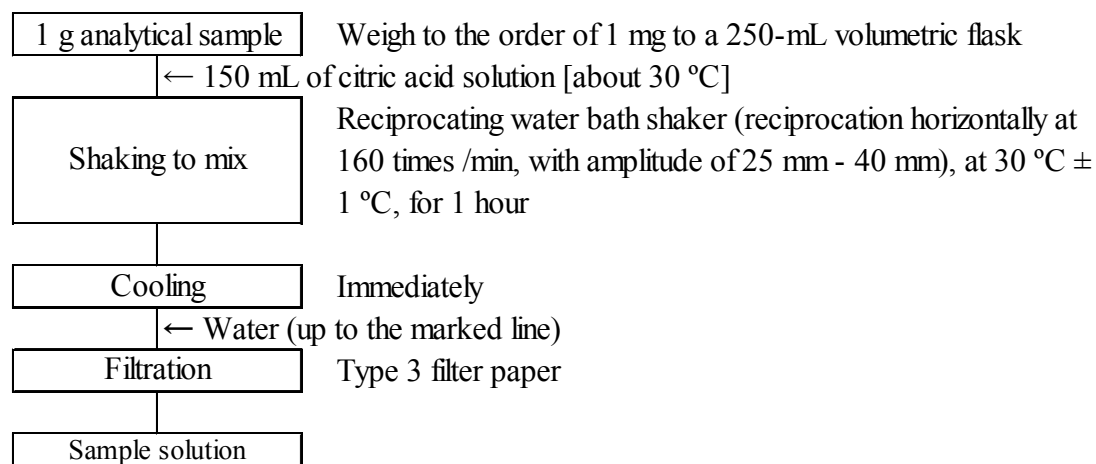 1 g analytical sample Weigh to the order of 1 mg to a 250-mL volumetric flask
← 150 mL of citric acid solution [about 30 ºC]
Reciprocating water bath shaker (reciprocation horizontally at
Shaking to mix 160 times /min, with amplitude of 25 mm - 40 mm), at 30 ºC ±
1 ºC, for 1 hour
Cooling Immediately
← Water (up to the marked line)
Filtration Type 3 filter paper
Sample solution